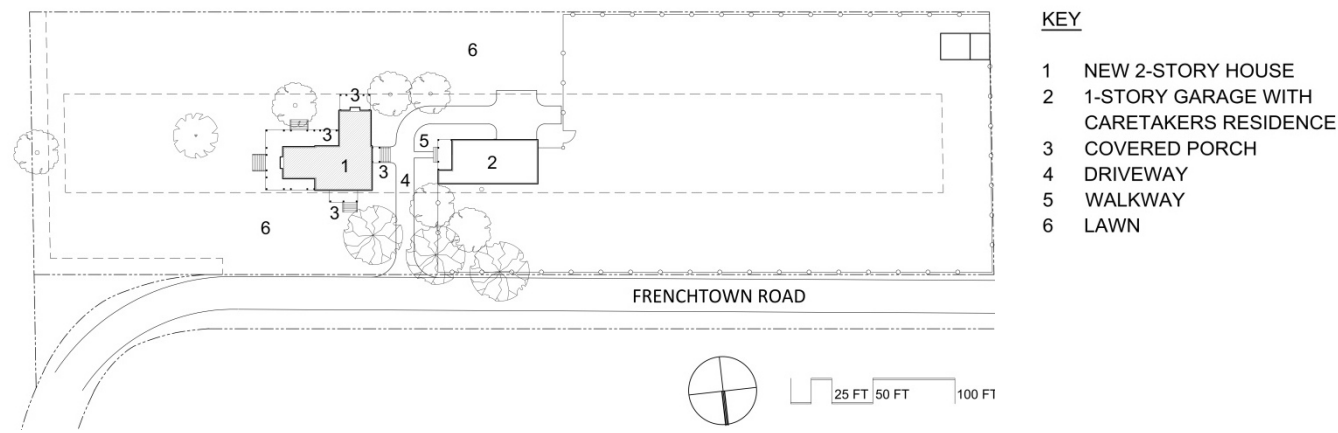 KEY
1 NEW 2-STORY HOUSE
2 1-STORY GARAGE WITH
CARETAKERS RESIDENCE
3 COVERED PORCH
4 DRIVEWAY
5 WALKWAY
6 LAWN
6
3
3
5
1
3
2
4
3
6
FRENCHTOWN ROAD
25 FT 50 FT 100 FT